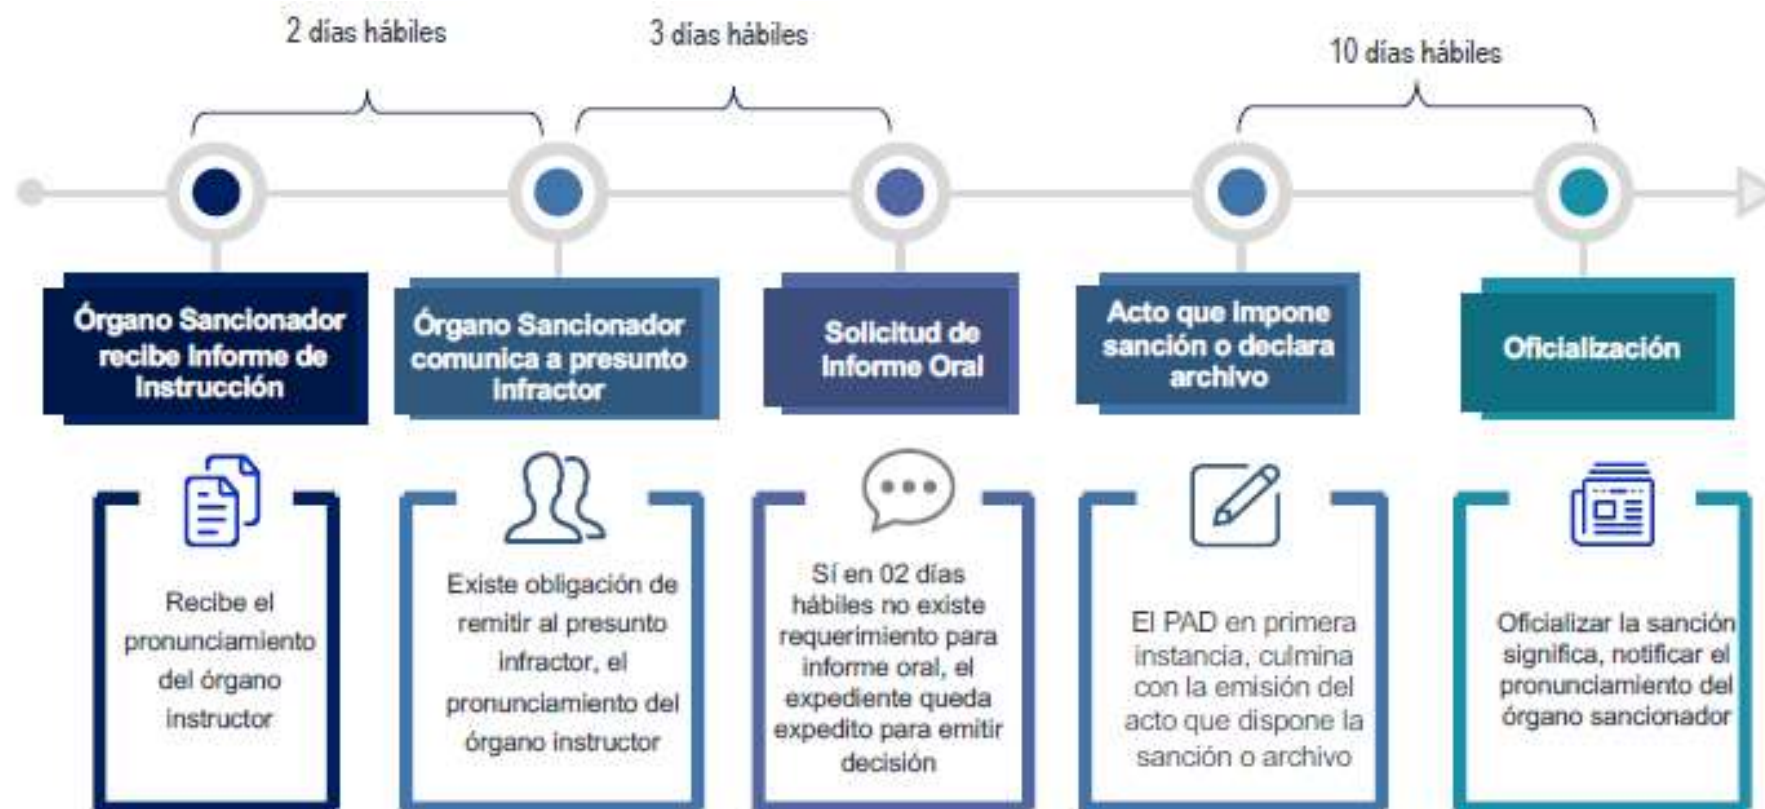 2 días hábiles
3 días hábiles
10 días hábiles
Órgano Sancionador
recibe Informe de
Instrucción
Órgano Sancionador
comunica a presunto
Infractor
Solicitud de
Informe Oral
Acto que Impone
sanción o declara
archivo
Oficialización
Recibe el
pronunciamiento
del órgano
instructor
Existe obligación de
remitir al presunto
infractor, el
pronunciamiento del
órgano instructor
Sí en 02 días
hábiles no existe
requerimiento para
informe oral, el
expediente queda
expedito para emitir
decisión
El PAD en primera
instancia, culmina
con la emisión del
acto que dispone la
sanción o archivo
Oficializar la sanción
significa, notificar el
pronunciamiento del
órgano sancionador